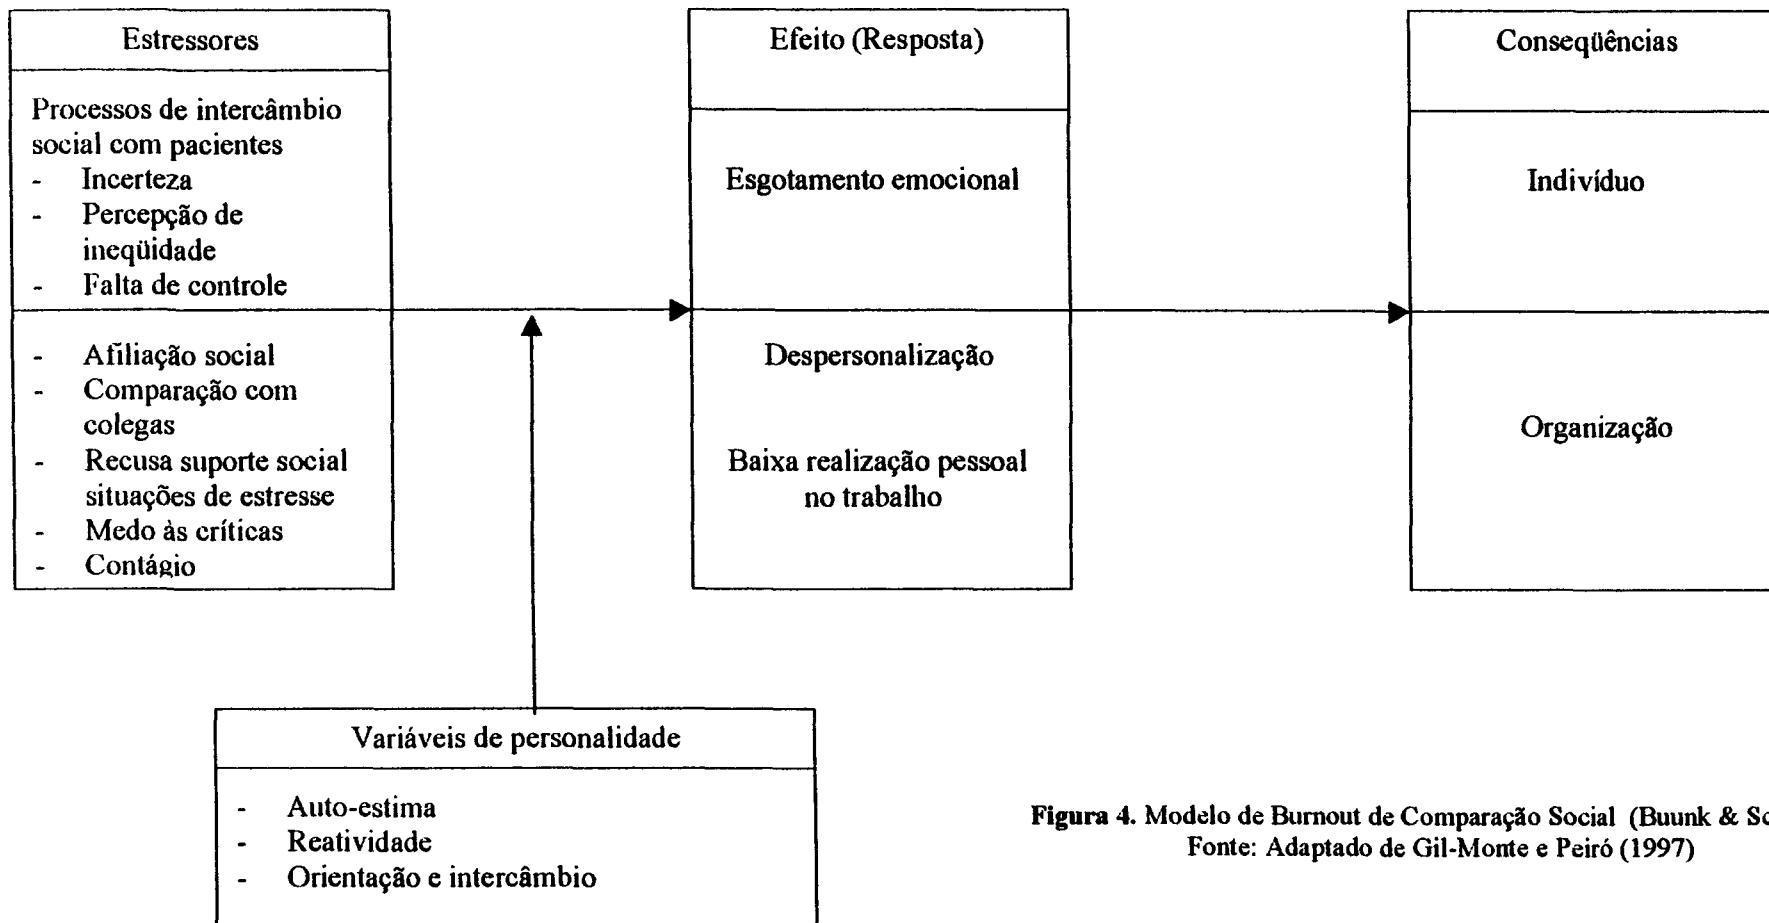 Estressores
Processos de intercâmbio
social com pacientes
- Incerteza
- Percepção de
ineqüidade
- Falta de controle
- Afiliação social
- Comparação com
colegas
- Recusa suporte social
situações de estresse
- Medo às críticas
- Contágio
Efeito (Resposta)
Esgotamento emocional
Despersonalização
Baixa realização pessoal
no trabalho
Conseqüências
Indivíduo
Organização
Variáveis de personalidade
- Auto-estima
- Reatividade
- Orientação e intercâmbio
Figura 4. Modelo de Burnout de Comparação Social (Buunk &
Fonte: Adaptado de Gil-Monte e Peiró (1997)